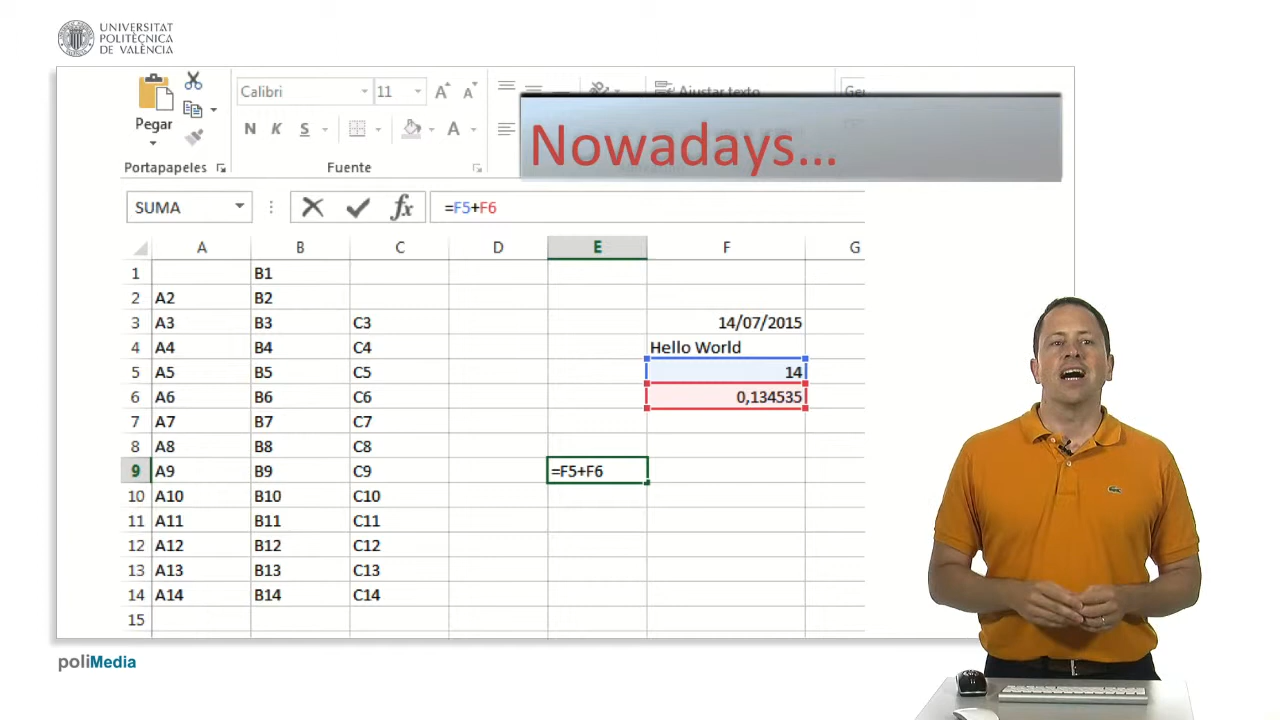 UNIVERSITAT
POLITÈCNICA
DE VALÈNCIA
Calibri 11 Ajustar texto
Nowadays...
Pegar N K S A
Portapapeles Fuente
SUMA fx =F5+F6
A B C D E F G
1 B1
2 A2 B2
3 A3 B3 C3 14/07/2015
4 A4 B4 C4 Hello World
5 A5 B5 C5 14
6 A6 B6 C6 0,134535
7 A7 B7 C7
8 A8 B8 C8
9 A9 B9 C9 =F5+F6
10 A10 B10 C10
11 A11 B11 C11
12 A12 B12 C12
13 A13 B13 C13
14 A14 B14 C14
15
poliMedia